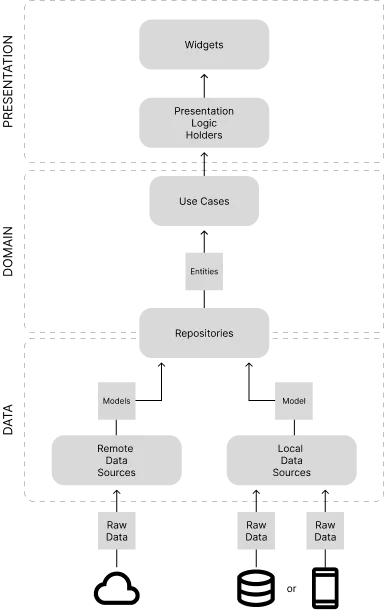 PRESENTATION
Widgets
Presentation
Logic
Holders
DOMAIN
Use Cases
Entities
Repositories
DATA
Models
Model
Remote
Data
Sources
Local
Data
Sources
Raw
Data
Raw
Data
Raw
Data
or